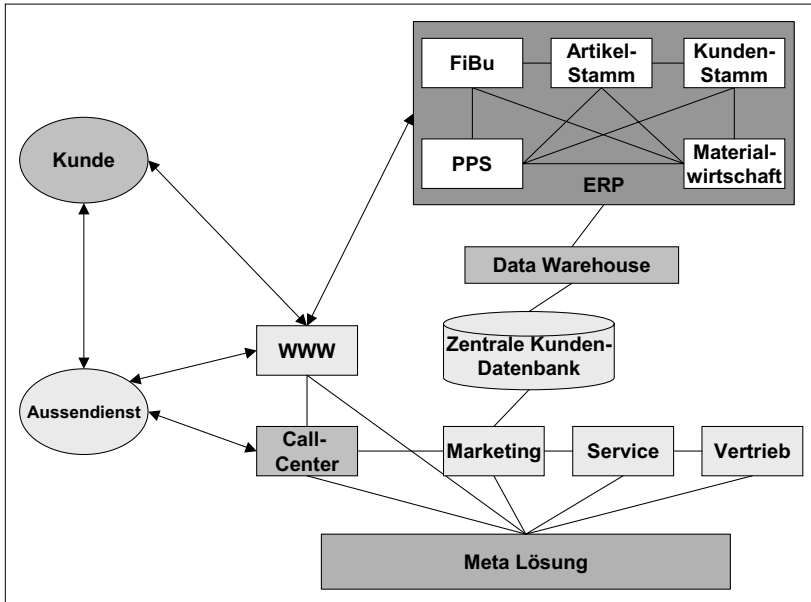 FiBu
Artikel-
Stamm
Kunden-
Stamm
Kunde
PPS
Material-
wirtschaft
ERP
Data Warehouse
WWW
Zentrale Kunden-
Datenbank
Aussendienst
Call-
Center
Marketing
Service
Vertrieb
Meta Lösung